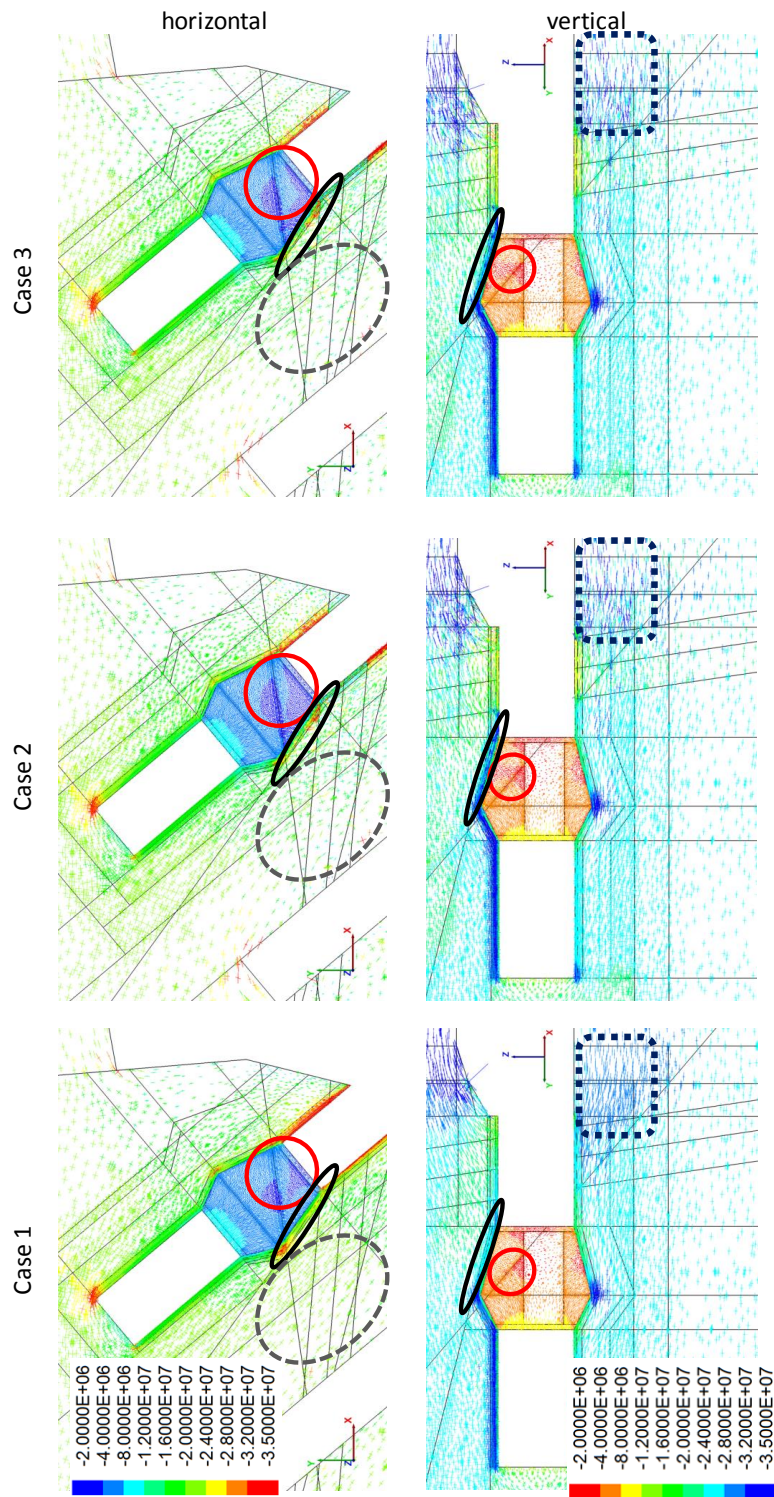 horizontal
vertical
Case 3
X
Y
Z
X
Y
Z
Case 2
X
Y
Z
X
Y
Z
Case 1
X
Y
Z
X
Y
Z
-2.0000E+06
-4.0000E+06
-8.0000E+06
-1.2000E+07
-1.6000E+07
-2.0000E+07
-2.4000E+07
-2.8000E+07
-3.2000E+07
-3.5000E+07
-2.0000E+06
-4.0000E+06
-8.0000E+06
-1.2000E+07
-1.6000E+07
-2.0000E+07
-2.4000E+07
-2.8000E+07
-3.2000E+07
-3.5000E+07